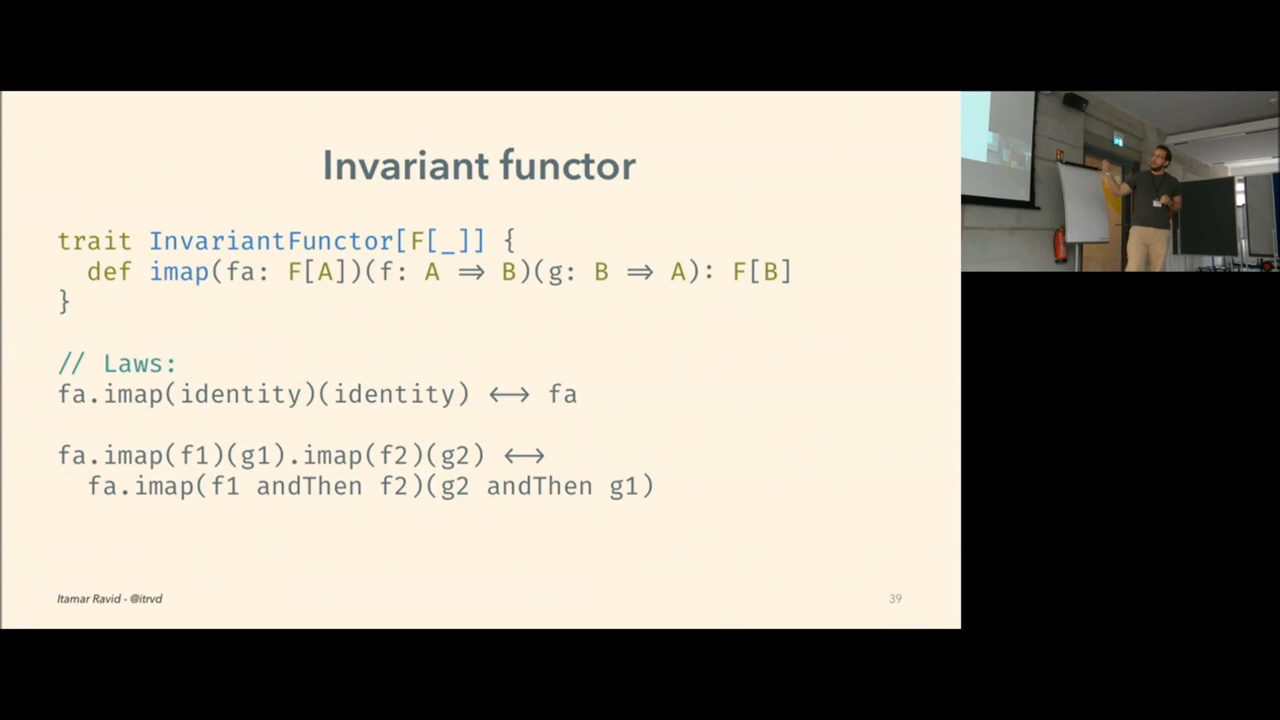 Invariant functor
trait InvariantFunctor[F[_]] {
def imap(fa: F[A])(f: A ⇒ B)(g: B ⇒ A): F[B]
}
// Laws:
fa.imap(identity)(identity) ⟷ fa
fa.imap(f1)(g1).imap(f2)(g2) ⟷
fa.imap(f1 andThen f2)(g2 andThen g1)
Itamar Ravid - @itrvd
39